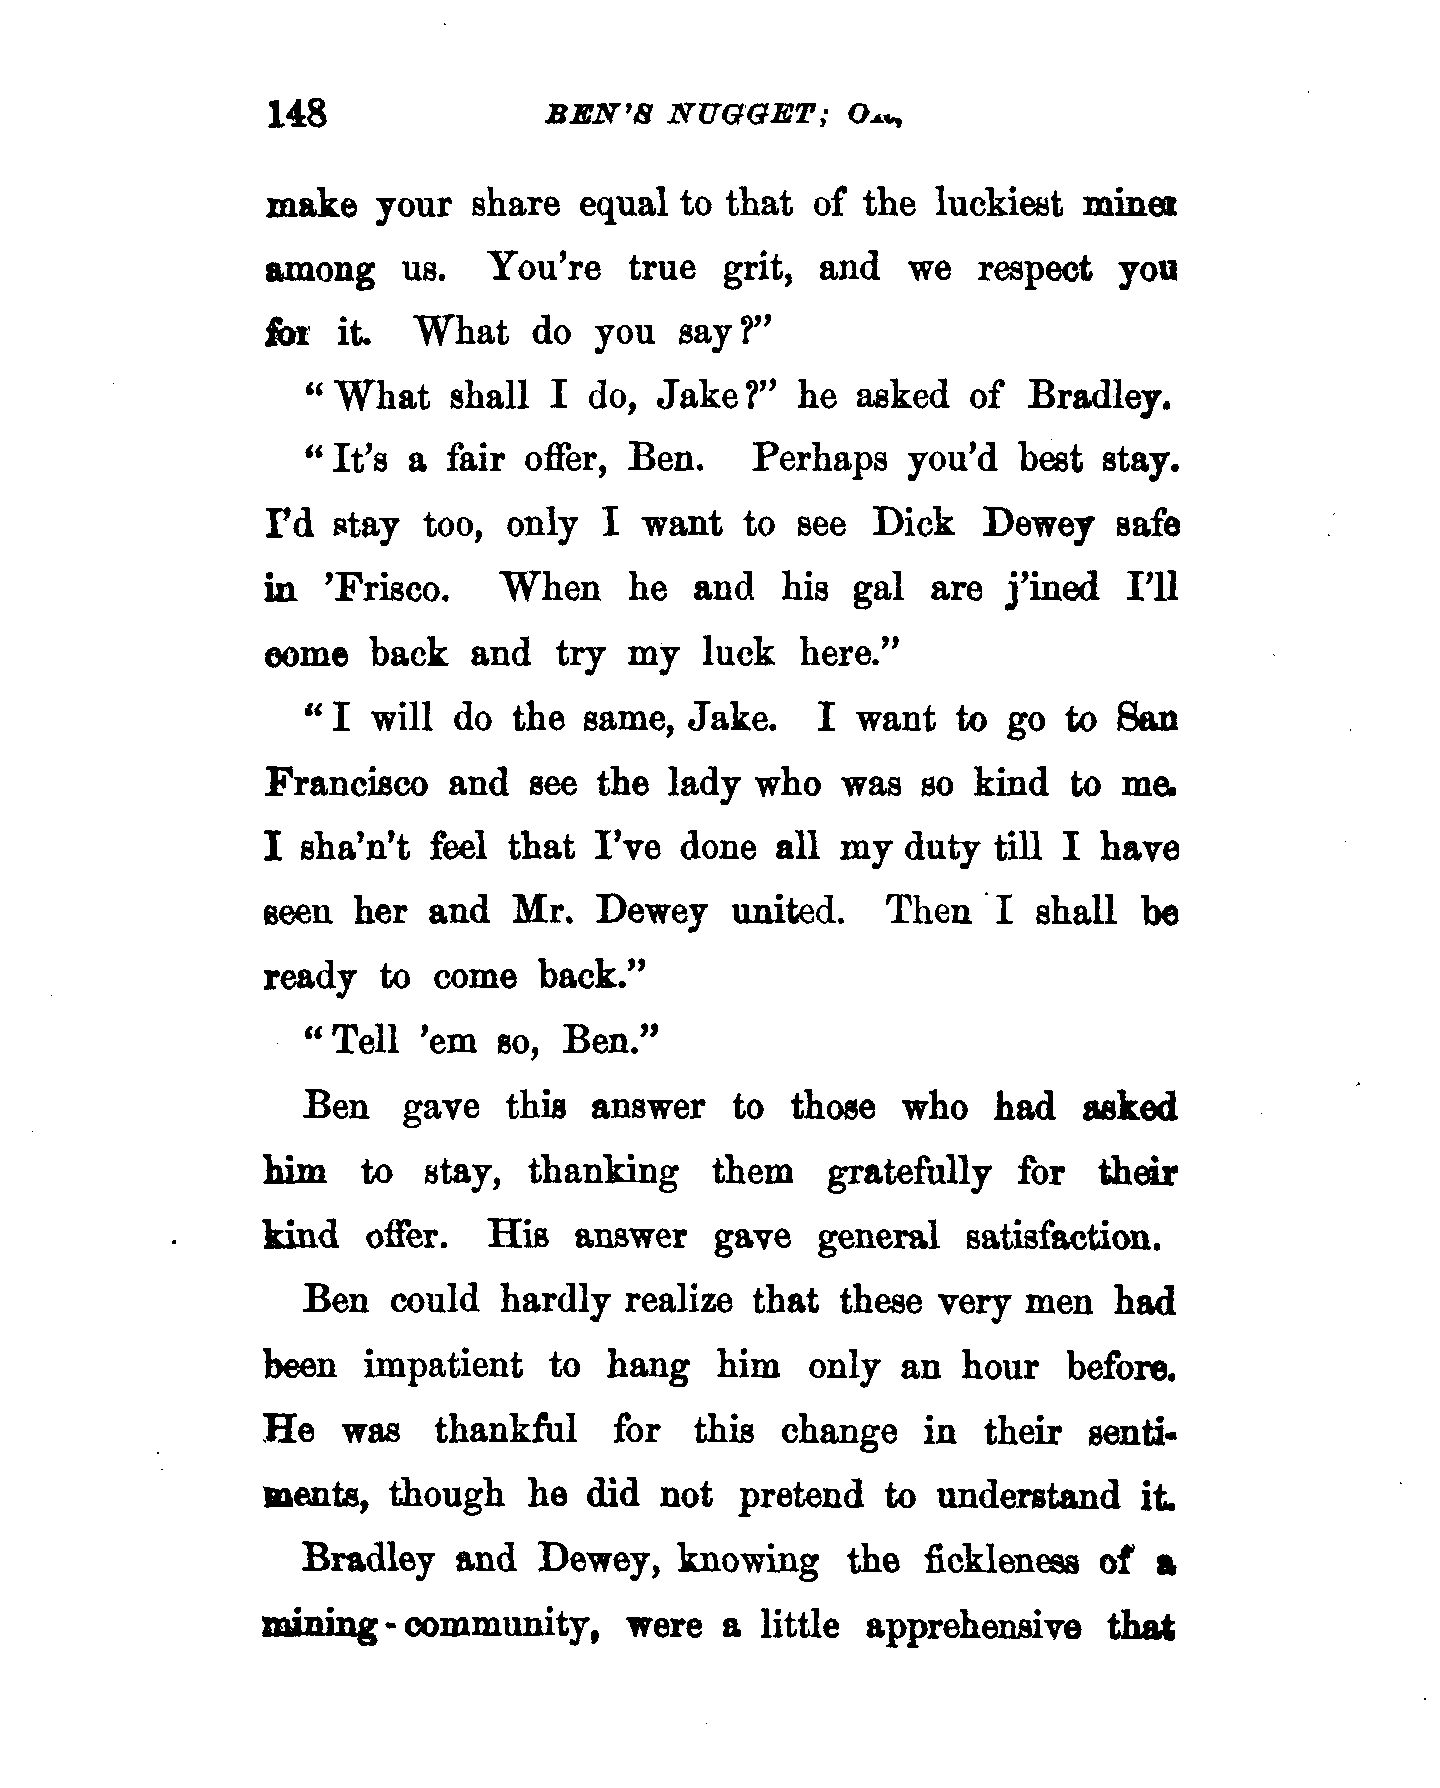 148 BEN'S NUGGET;
make your share equal to that of the luckiest miner
among us. You're true grit, and we respect you
for it. What do you say?"
"What shall I do, Jake?" he asked of Bradley.
"It's a fair offer, Ben. Perhaps you'd best stay.
I'd stay too, only I want to see Dick Dewey safe
in 'Frisco. When he and his gal are j'ined I'll
come back and try my luck here."
"I will do the same, Jake. I want to go to San
Francisco and see the lady who was so kind to me.
I sha'n't feel that I've done all my duty till I have
seen her and Mr. Dewey united. Then I shall be
ready to come back."
"Tell 'em so, Ben."
Ben gave this answer to those who had asked
him to stay, thanking them gratefully for their
kind offer. His answer gave general satisfaction.
Ben could hardly realize that these very men had
been impatient to hang him only an hour before.
He was thankful for this change in their senti-
ments, though he did not pretend to understand it.
Bradley and Dewey, knowing the fickleness of a
mining-community, were a little apprehensive that